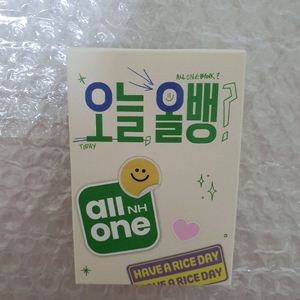 ALL ONE BANK?
오늘, 올뱅?
TODAY
all NH
one
HAVE A RICE DAY
HAVE A RICE DAY